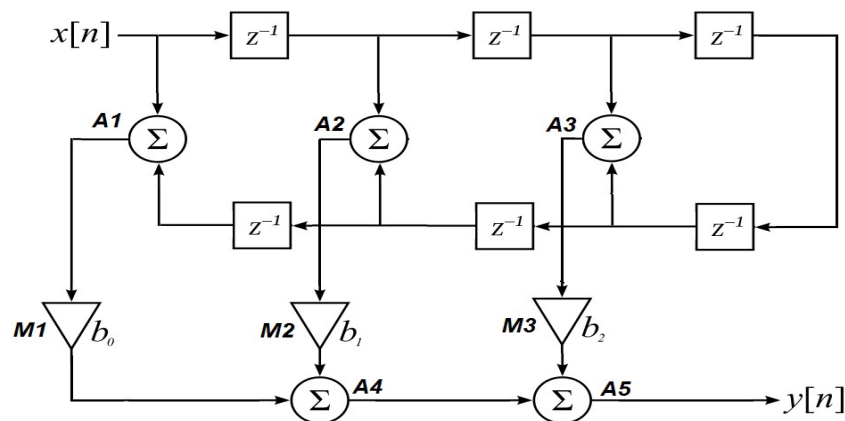 x[n] z⁻¹ z⁻¹ z⁻¹
A1 Σ A2 Σ A3 Σ
z⁻¹ z⁻¹ z⁻¹
M1 b₀ M2 b₁ M3 b₂
Σ A4 Σ A5 y[n]